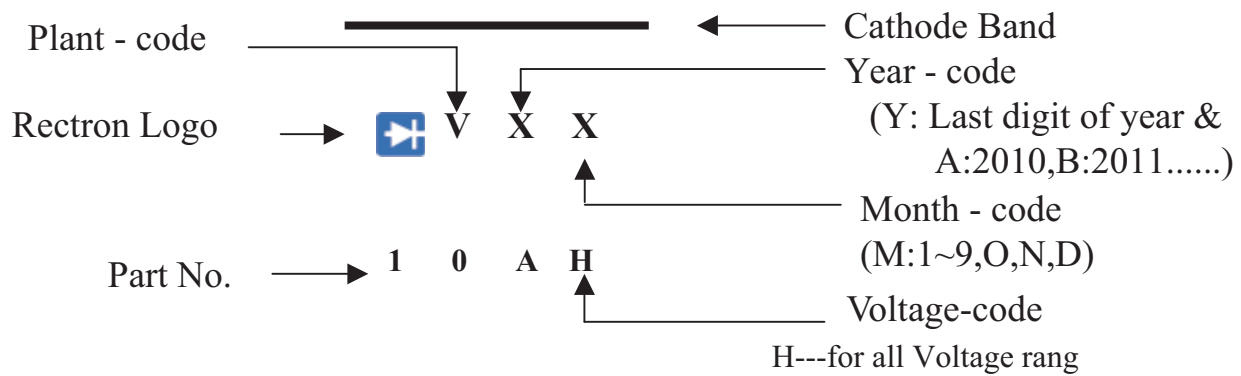 Plant - code
Cathode Band
Year - code
(Y: Last digit of year &
A:2010,B:2011......)
Rectron Logo
V X X
Month - code
(M:1~9,O,N,D)
Part No.
1 0 A H
Voltage-code
H---for all Voltage rang